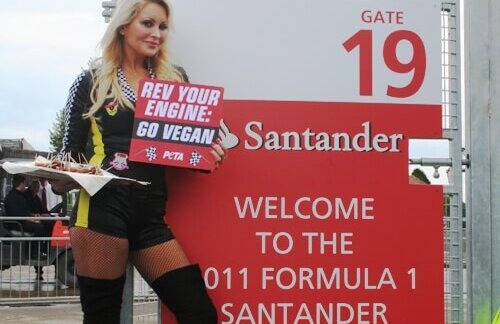 GATE
19
REV YOUR
ENGINE:
GO VEGAN
PETA
Santander
WELCOME
TO THE
011 FORMULA 1
SANTANDER